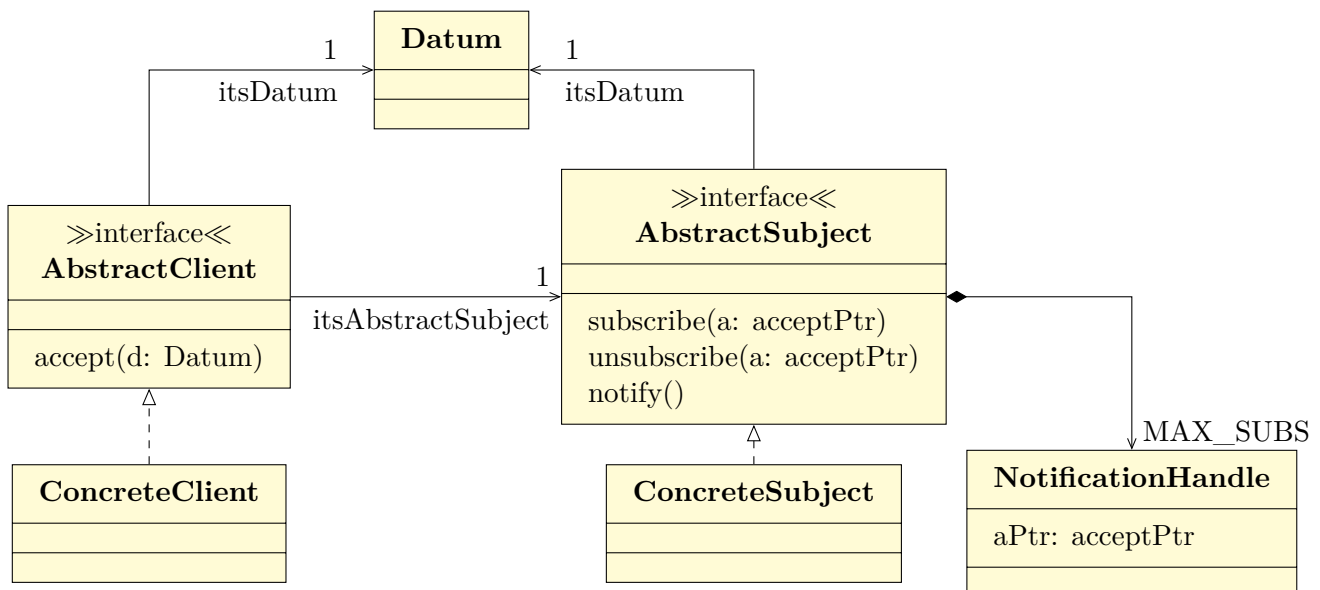 Datum
1
itsDatum
1
itsDatum
≫interface≪
AbstractClient
accept(d: Datum)
1
itsAbstractSubject
≫interface≪
AbstractSubject
subscribe(a: acceptPtr)
unsubscribe(a: acceptPtr)
notify()
MAX_SUBS
ConcreteClient
ConcreteSubject
NotificationHandle
aPtr: acceptPtr